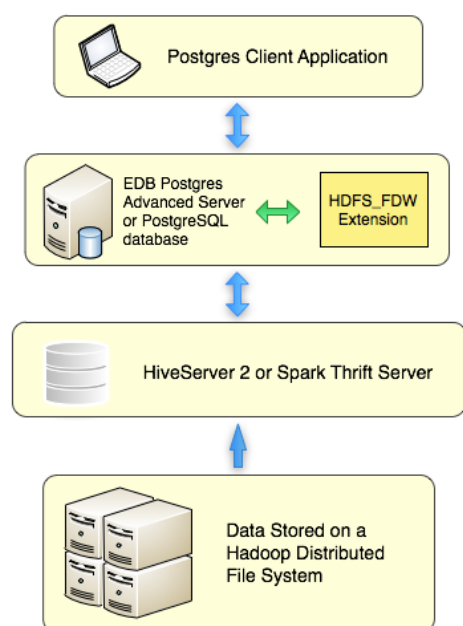 Postgres Client Application
EDB Postgres
Advanced Server
or PostgreSQL
database
HDFS_FDW
Extension
HiveServer 2 or Spark Thrift Server
Data Stored on a
Hadoop Distributed
File System